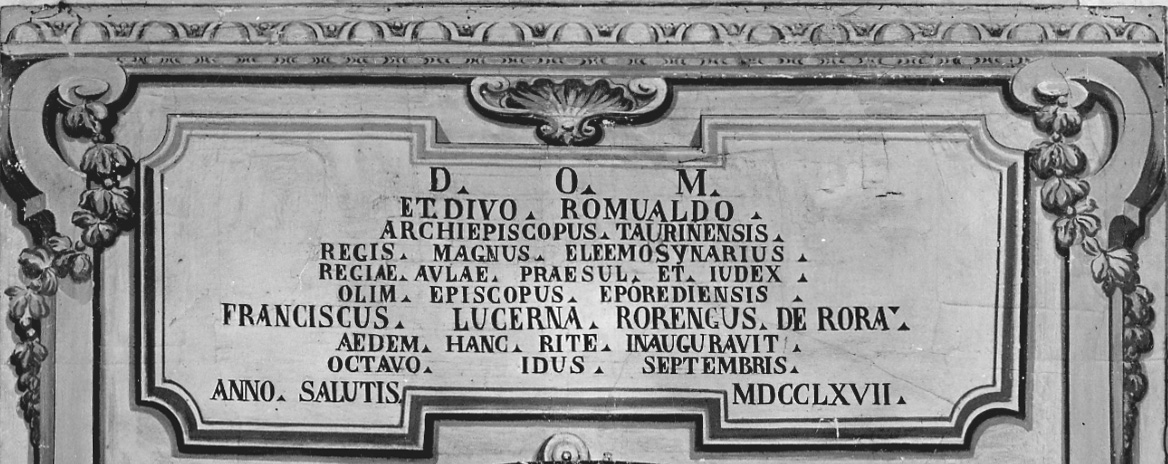 D. O. M.
ET. DIVO. ROMUALDO.
ARCHIEPISCOPUS. TAURINENSIS.
REGIS. MAGNUS. ELEEMOSYNARIUS.
REGIAE. AVLAE. PRAESUL. ET. IUDEX.
OLIM. EPISCOPUS. EPOREDIENSIS.
FRANCISCUS. LUCERNA. RORENGUS. DE RORA'.
AEDEM. HANC. RITE. INAUGURAVIT.
OCTAVO. IDUS. SEPTEMBRIS.
ANNO. SALUTIS. MDCCLXVII.